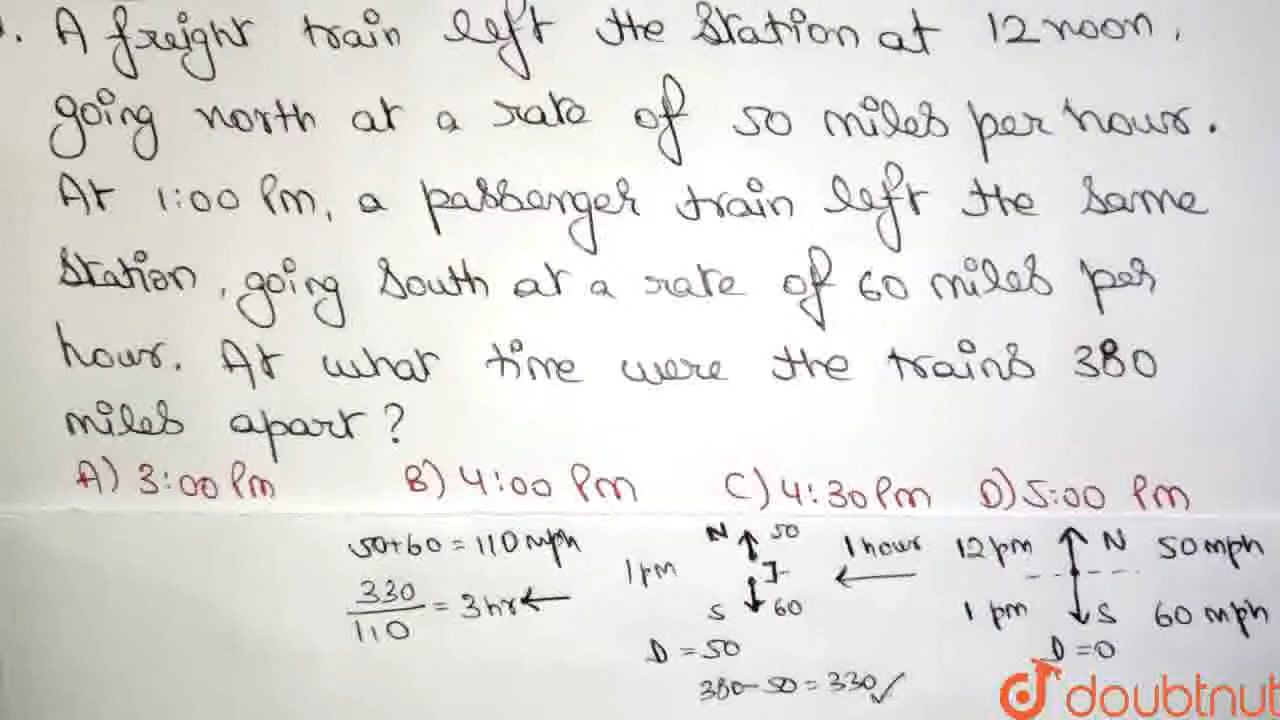 . A freight train left the Station at 12 noon,
going north at a rate of 50 miles per hour.
At 1:00 Pm, a passenger train left the same
Station, going South at a rate of 60 miles per
hour. At what time were the trains 380
miles apart?
A) 3:00 Pm B) 4:00 Pm C) 4:30 Pm D) 5:00 Pm
50+60 = 110 mph
330
110
= 3 hr ←
1 pm
N ↑ 50
S ↓ 60
D = 50
380 - 50 = 330 ✓
1 hour
←
12 pm N 50 mph
1 pm S 60 mph
D = 0
doubtnut